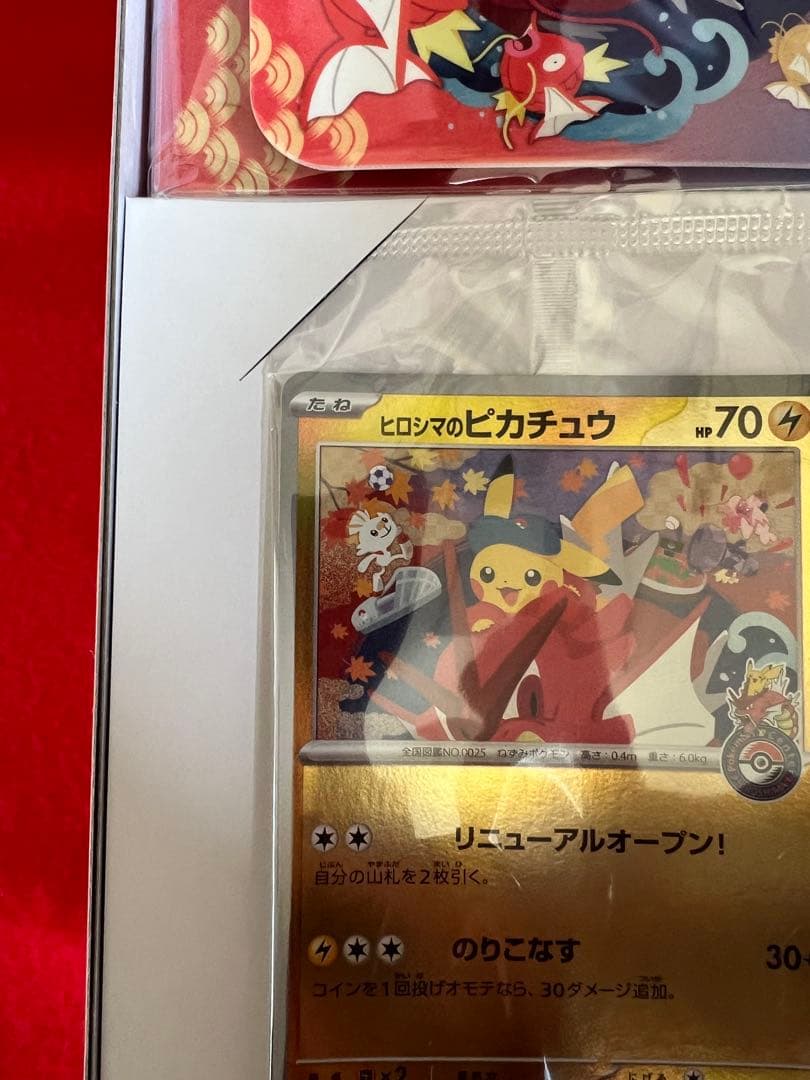 たね
ヒロシマのピカチュウ HP 70
全国図鑑NO.0025 ねずみポケモン 高さ：0.4m 重さ：6.0kg
リニューアルオープン！
自分の山札を2枚引く。
のりこなす 30+
コインを1回投げオモテなら、30ダメージ追加。
×2